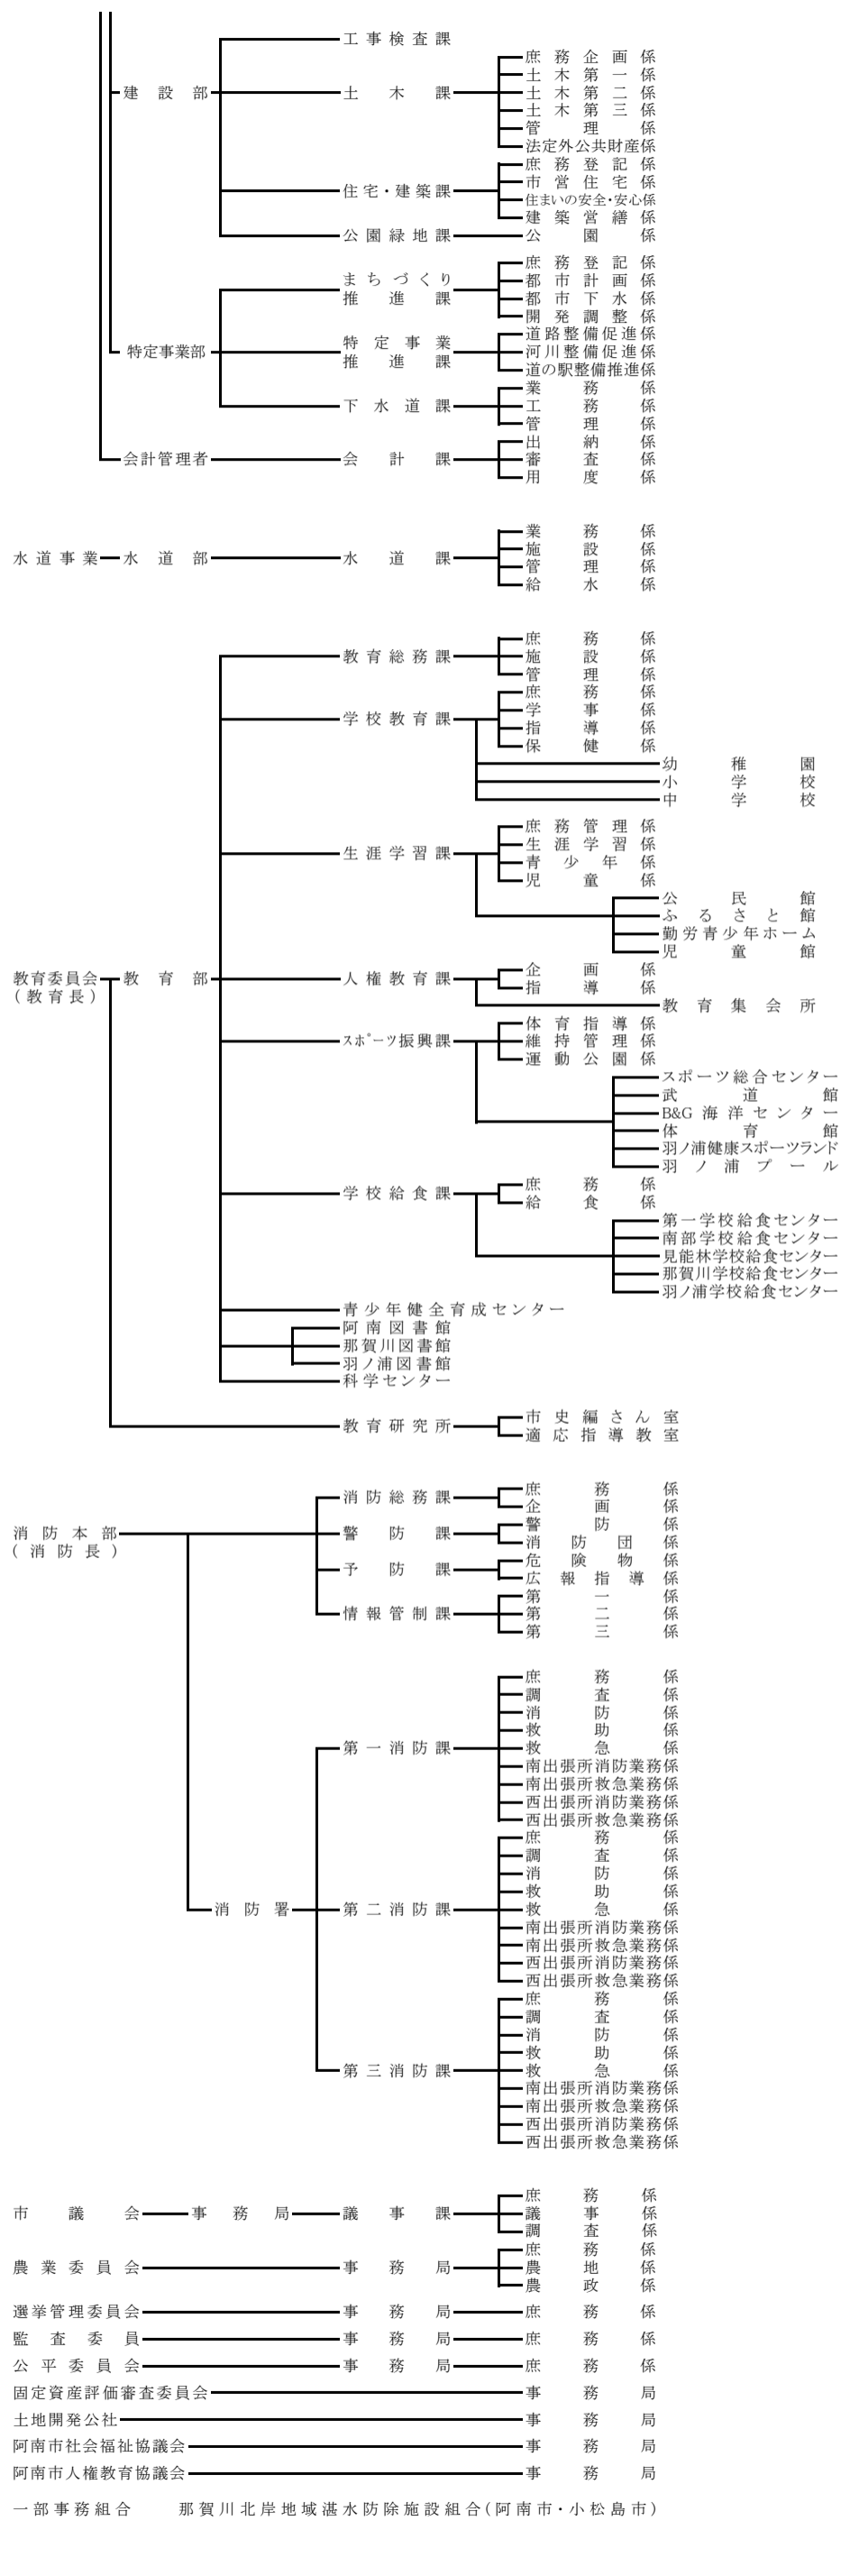 工事検査課
建設部
土木課
庶務企画係
土木第一係
土木第二係
土木第三係
管理係
法定外公共財産係
住宅・建築課
庶務登記係
市営住宅係
住まいの安全・安心係
建築営繕係
公園緑地課
公園係
特定事業部
まちづくり
推進課
庶務登記係
都市計画係
都市下水係
開発調整係
特定事業
推進課
道路整備促進係
河川整備促進係
道の駅整備推進係
下水道課
業務係
工務係
管理係
会計管理者
会計課
出納係
審査係
用度係
水道事業
水道部
水道課
業務係
施設係
管理係
給水係
教育委員会
(教育長)
教育部
教育総務課
庶務係
施設係
管理係
学校教育課
庶務係
学事係
指導係
保健係
幼稚園
小学校
中学校
生涯学習課
庶務管理係
生涯学習係
青少年係
児童係
公民館
ふるさと館
勤労青少年ホーム
児童館
人権教育課
企画係
指導係
教育集会所
スポーツ振興課
体育指導係
維持管理係
運動公園係
スポーツ総合センター
武道館
B&G海洋センター
体育館
羽ノ浦健康スポーツランド
羽ノ浦プール
学校給食課
庶務係
給食係
第一学校給食センター
南部学校給食センター
見能林学校給食センター
那賀川学校給食センター
羽ノ浦学校給食センター
青少年健全育成センター
阿南図書館
那賀川図書館
羽ノ浦図書館
科学センター
教育研究所
市史編さん室
適応指導教室
消防本部
(消防長)
消防総務課
庶務係
企画係
警防課
警防係
消防団係
予防課
危険物係
広報指導係
情報管制課
第一係
第二係
第三係
消防署
第一消防課
庶務係
調査係
消防係
救助係
救急係
南出張所消防業務係
南出張所救急業務係
西出張所消防業務係
西出張所救急業務係
第二消防課
庶務係
調査係
消防係
救助係
救急係
南出張所消防業務係
南出張所救急業務係
西出張所消防業務係
西出張所救急業務係
第三消防課
庶務係
調査係
消防係
救助係
救急係
南出張所消防業務係
南出張所救急業務係
西出張所消防業務係
西出張所救急業務係
市議会
事務局
議事課
庶務係
議事係
調査係
農業委員会
事務局
庶務係
農地係
農政係
選挙管理委員会
事務局
庶務係
監査委員
事務局
庶務係
公平委員会
事務局
庶務係
固定資産評価審査委員会
事務局
土地開発公社
事務局
阿南市社会福祉協議会
事務局
阿南市人権教育協議会
事務局
一部事務組合 那賀川北岸地域湛水防除施設組合(阿南市・小松島市)